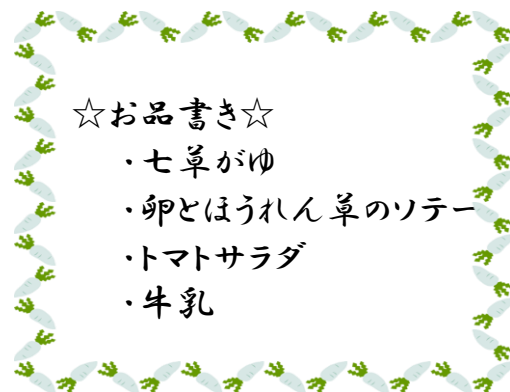 ☆お品書き☆
・七草がゆ
・卵とほうれん草のソテー
・トマトサラダ
・牛乳